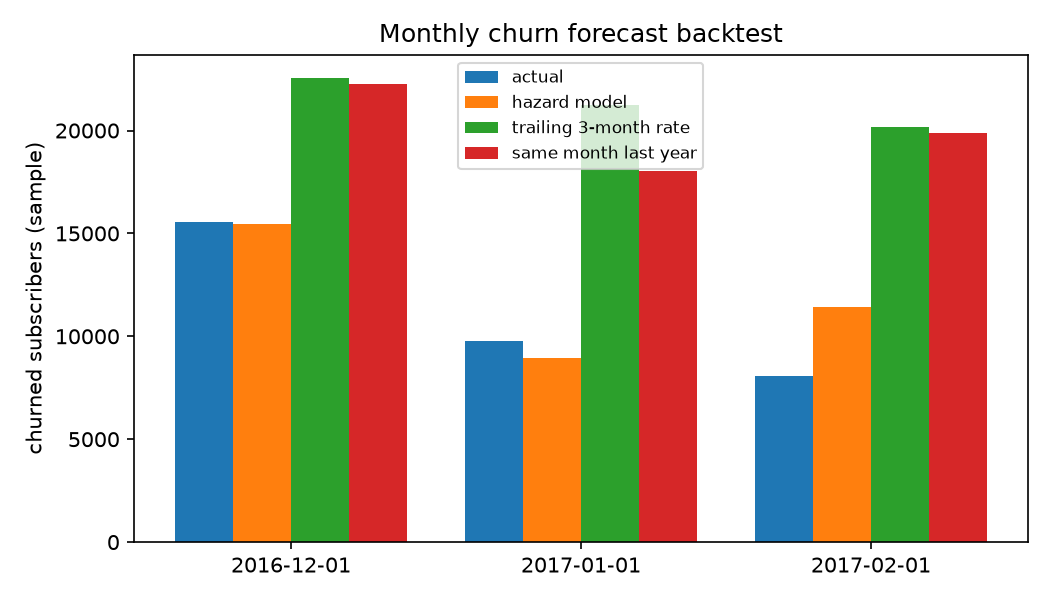 Monthly churn forecast backtest
churned subscribers (sample)
20000
15000
10000
5000
0
actual
hazard model
trailing 3-month rate
same month last year
2016-12-01
2017-01-01
2017-02-01